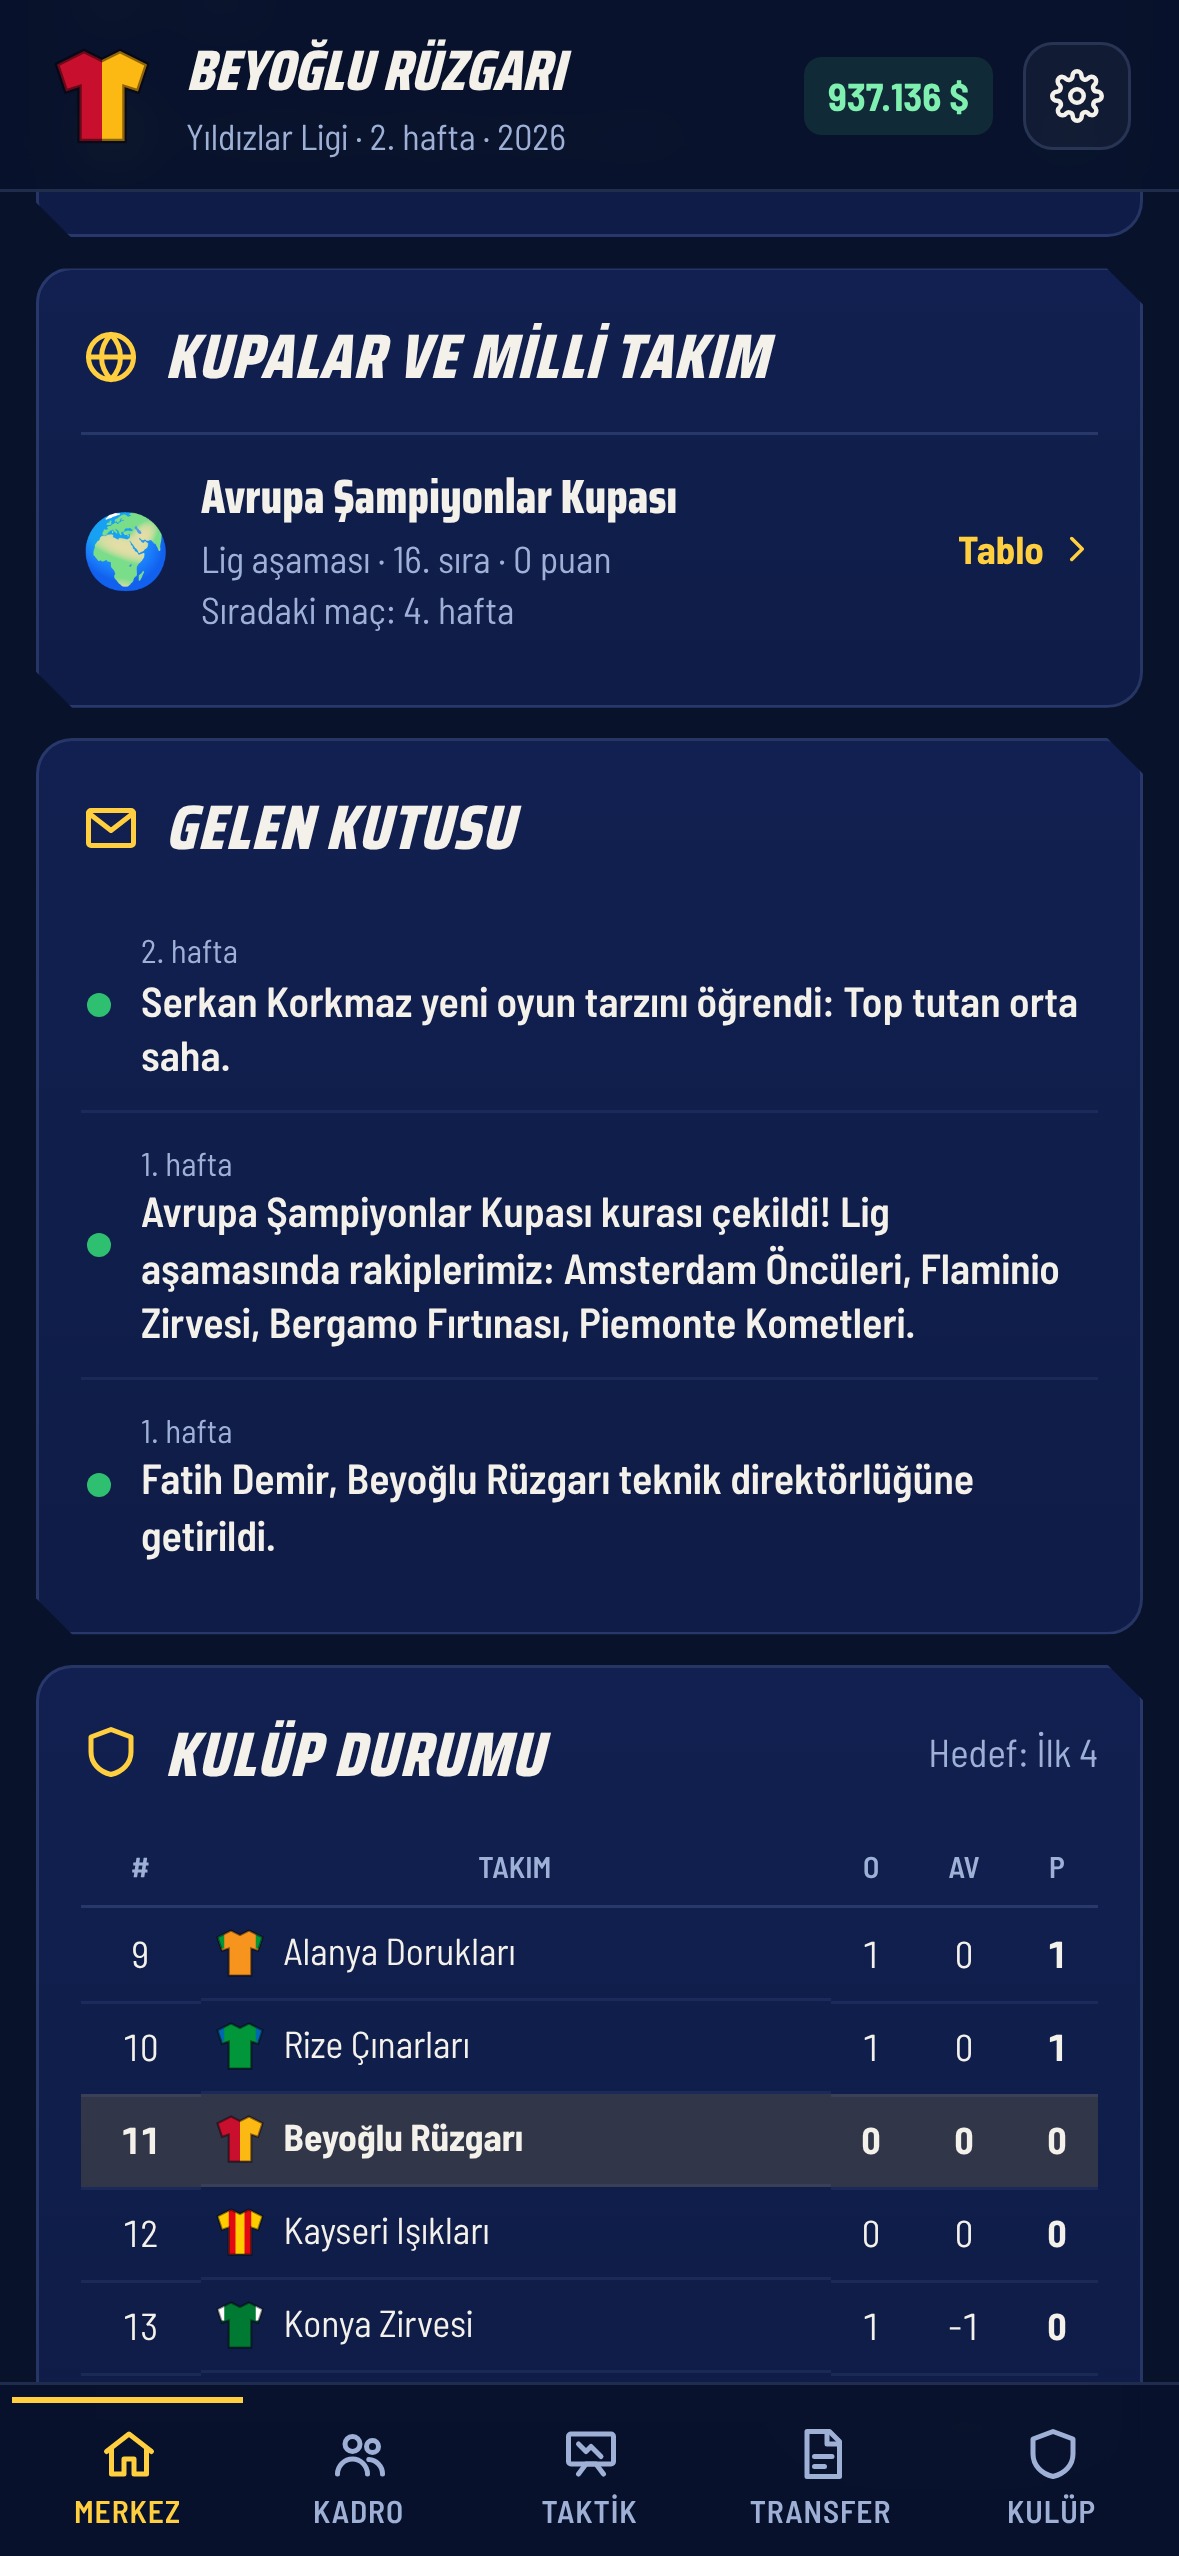 BEYOĞLU RÜZGARI
Yıldızlar Ligi · 2. hafta · 2026
937.136 $
KUPALAR VE MİLLİ TAKIM
Avrupa Şampiyonlar Kupası
Lig aşaması · 16. sıra · 0 puan
Sıradaki maç: 4. hafta
Tablo
GELEN KUTUSU
2. hafta
Serkan Korkmaz yeni oyun tarzını öğrendi: Top tutan orta
saha.
1. hafta
Avrupa Şampiyonlar Kupası kurası çekildi! Lig
aşamasında rakiplerimiz: Amsterdam Öncüleri, Flaminio
Zirvesi, Bergamo Fırtınası, Piemonte Kometleri.
1. hafta
Fatih Demir, Beyoğlu Rüzgarı teknik direktörlüğüne
getirildi.
KULÜP DURUMU
Hedef: İlk 4
# TAKIM O AV P
9 Alanya Dorukları 1 0 1
10 Rize Çınarları 1 0 1
11 Beyoğlu Rüzgarı 0 0 0
12 Kayseri Işıkları 0 0 0
13 Konya Zirvesi 1 -1 0
MERKEZ KADRO TAKTİK TRANSFER KULÜP